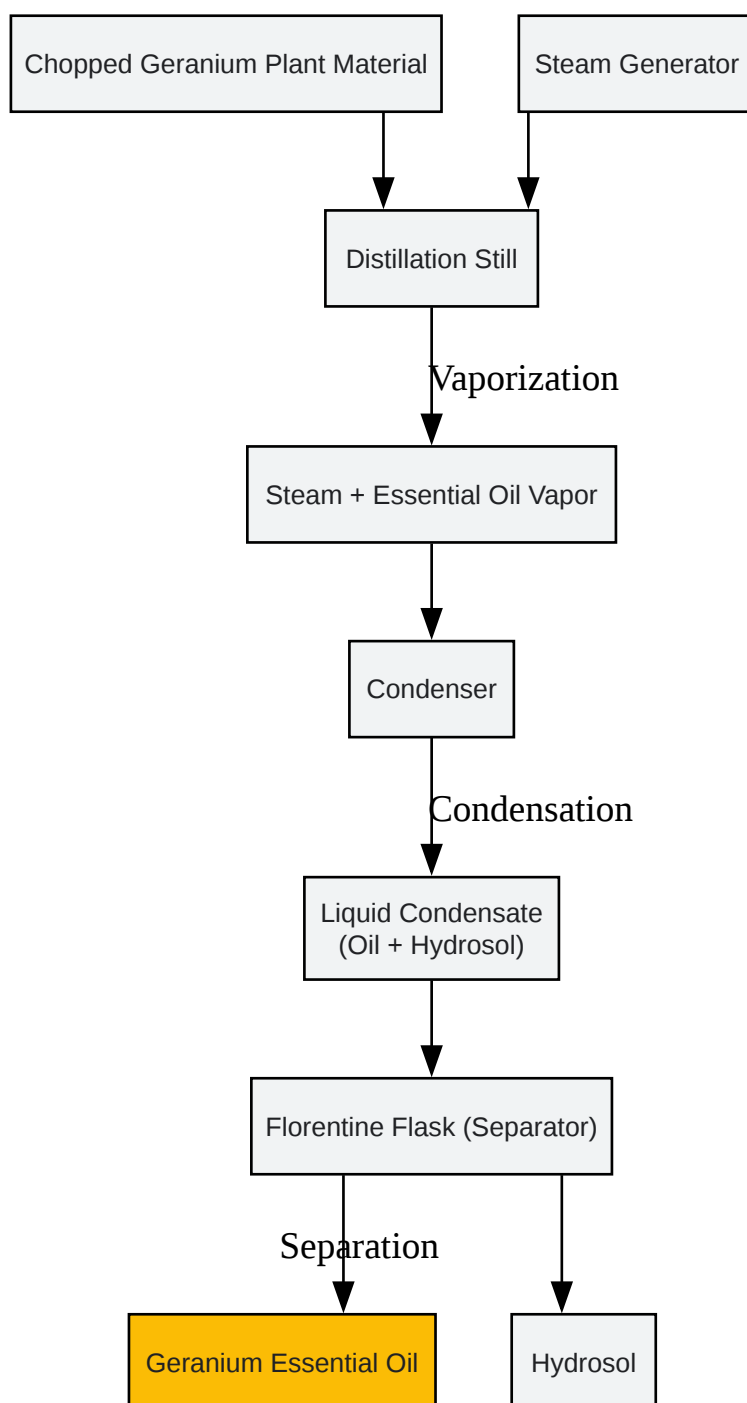 Chopped Geranium Plant Material
Steam Generator
Distillation Still
Vaporization
Steam + Essential Oil Vapor
Condenser
Condensation
Liquid Condensate
(Oil + Hydrosol)
Florentine Flask (Separator)
Separation
Geranium Essential Oil
Hydrosol